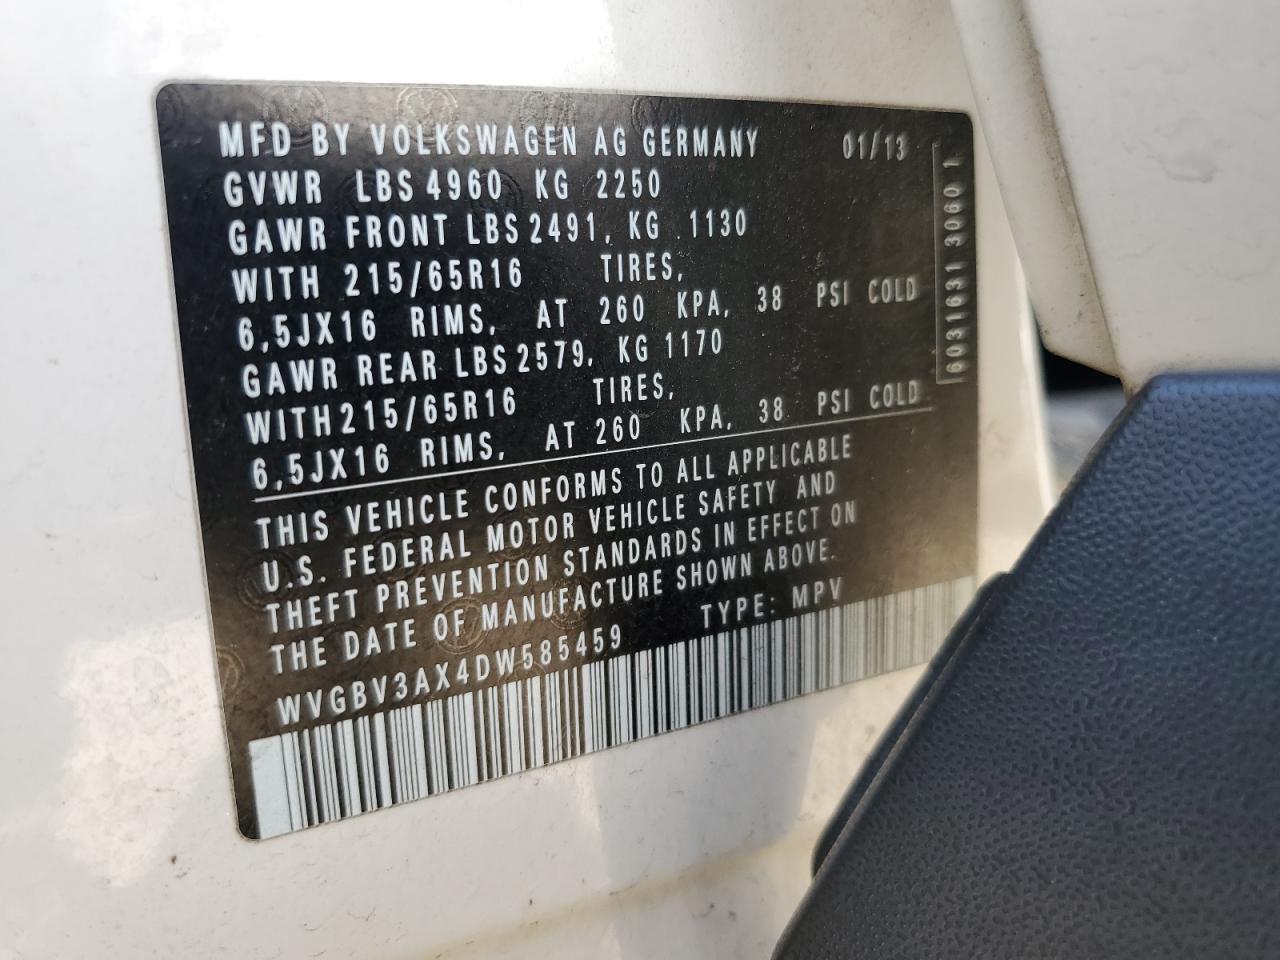 MFD BY VOLKSWAGEN AG GERMANY 01/13
GVWR LBS 4960 KG 2250
GAWR FRONT LBS 2491, KG 1130
WITH 215/65R16 TIRES,
6,5JX16 RIMS, AT 260 KPA, 38 PSI COLD
GAWR REAR LBS 2579, KG 1170
WITH 215/65R16 TIRES,
6,5JX16 RIMS, AT 260 KPA, 38 PSI COLD
THIS VEHICLE CONFORMS TO ALL APPLICABLE
U.S. FEDERAL MOTOR VEHICLE SAFETY AND
THEFT PREVENTION STANDARDS IN EFFECT ON
THE DATE OF MANUFACTURE SHOWN ABOVE.
WVGBV3AX4DW585459 TYPE: MPV
6031631 3060 1